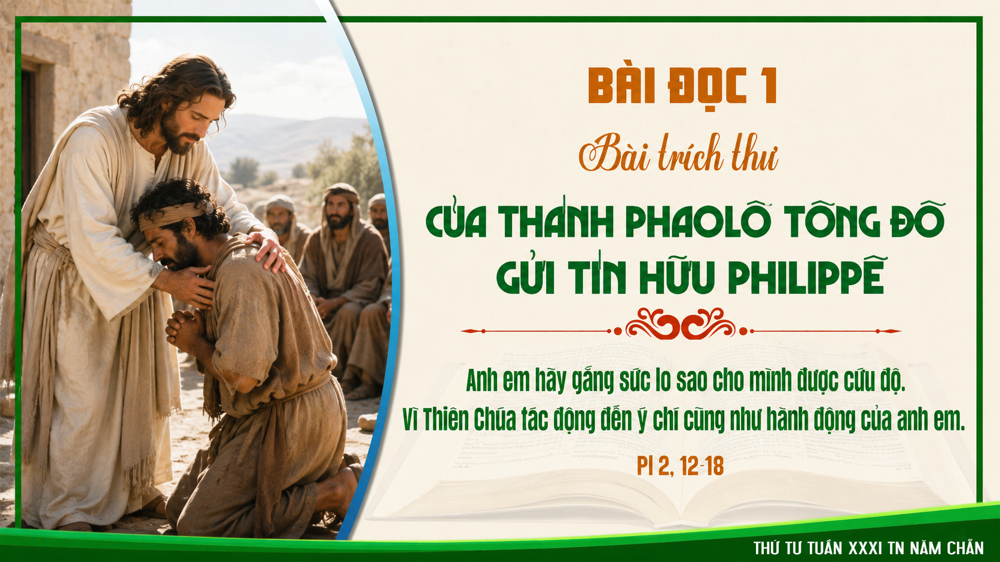 BÀI ĐỌC 1
Bài trích thư
CỦA THÁNH PHAOLÔ TÔNG ĐỒ
GỬI TÍN HỮU PHILIPPÊ
Anh em hãy gắng sức lo sao cho mình được cứu độ.
Vì Thiên Chúa tác động đến ý chí cũng như hành động của anh em.
Pl 2, 12-18
THỨ TƯ TUẦN XXXI TN NĂM CHẴN